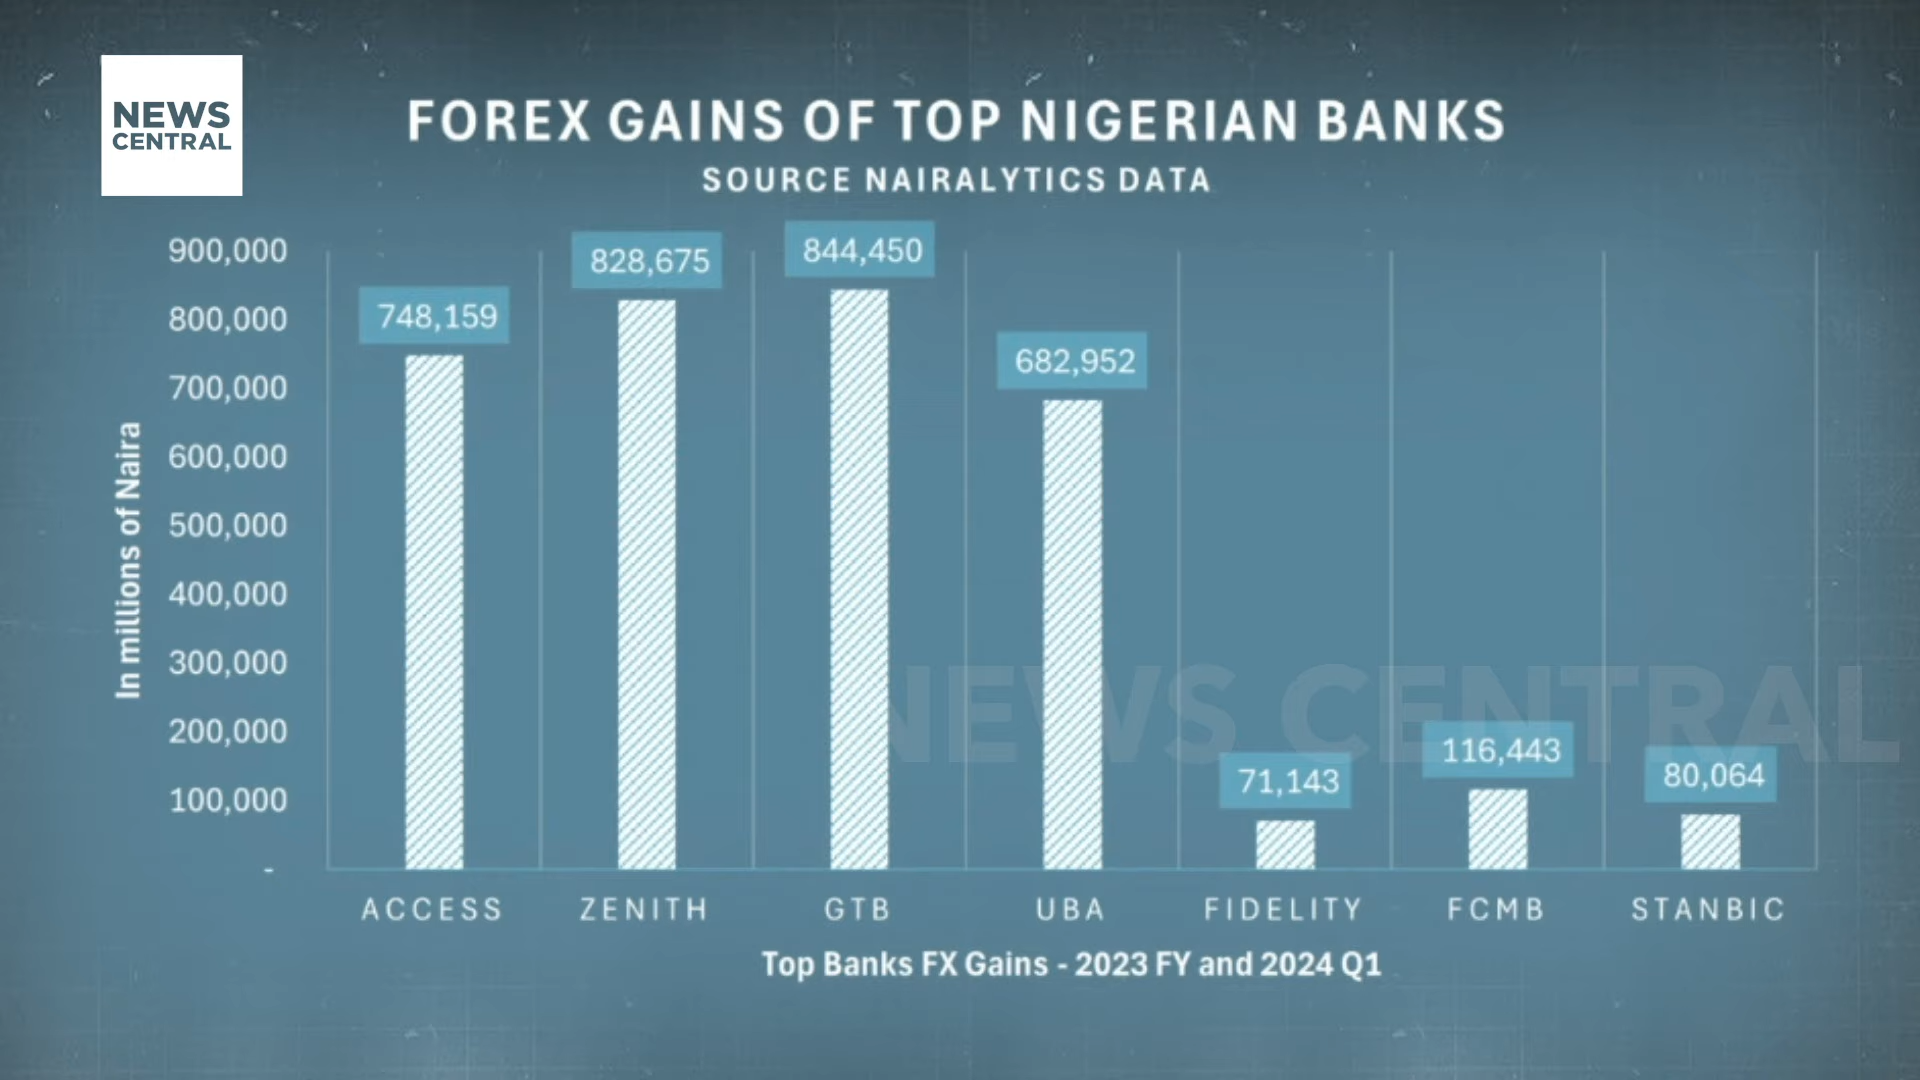 NEWS
CENTRAL
FOREX GAINS OF TOP NIGERIAN BANKS
SOURCE NAIRALYTICS DATA
In millions of Naira
900,000
800,000
700,000
600,000
500,000
400,000
300,000
200,000
100,000
-
748,159
828,675
844,450
682,952
71,143
116,443
80,064
NEWS CENTRAL
ACCESS ZENITH GTB UBA FIDELITY FCMB STANBIC
Top Banks FX Gains - 2023 FY and 2024 Q1